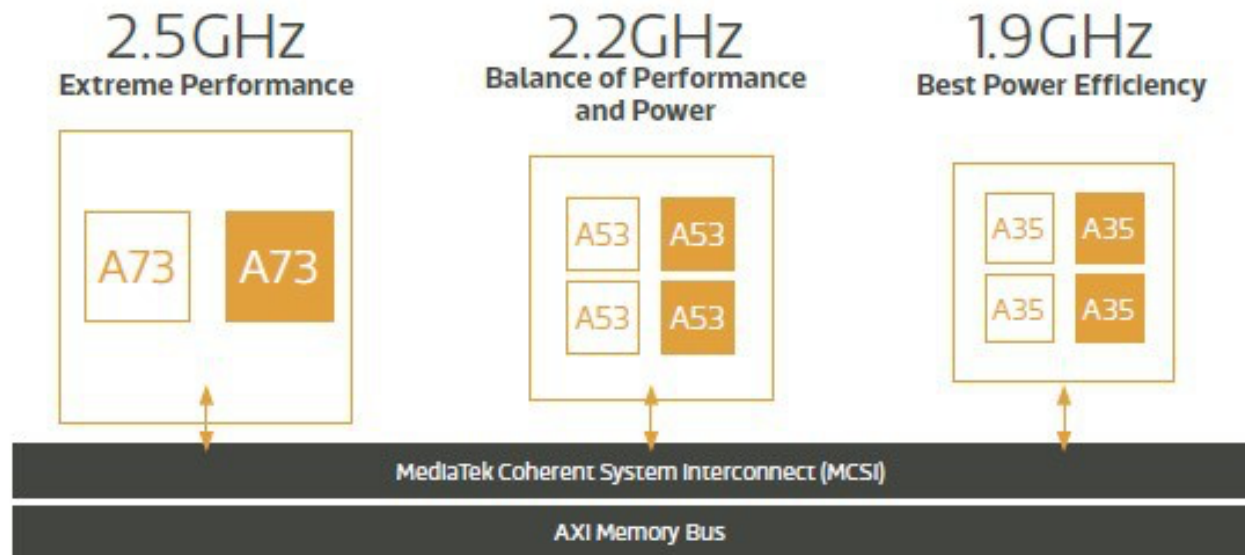 2.5GHz
Extreme Performance
2.2GHz
Balance of Performance
and Power
1.9GHz
Best Power Efficiency
A73 A73
A53 A53
A53 A53
A35 A35
A35 A35
MediaTek Coherent System Interconnect (MCSI)
AXI Memory Bus